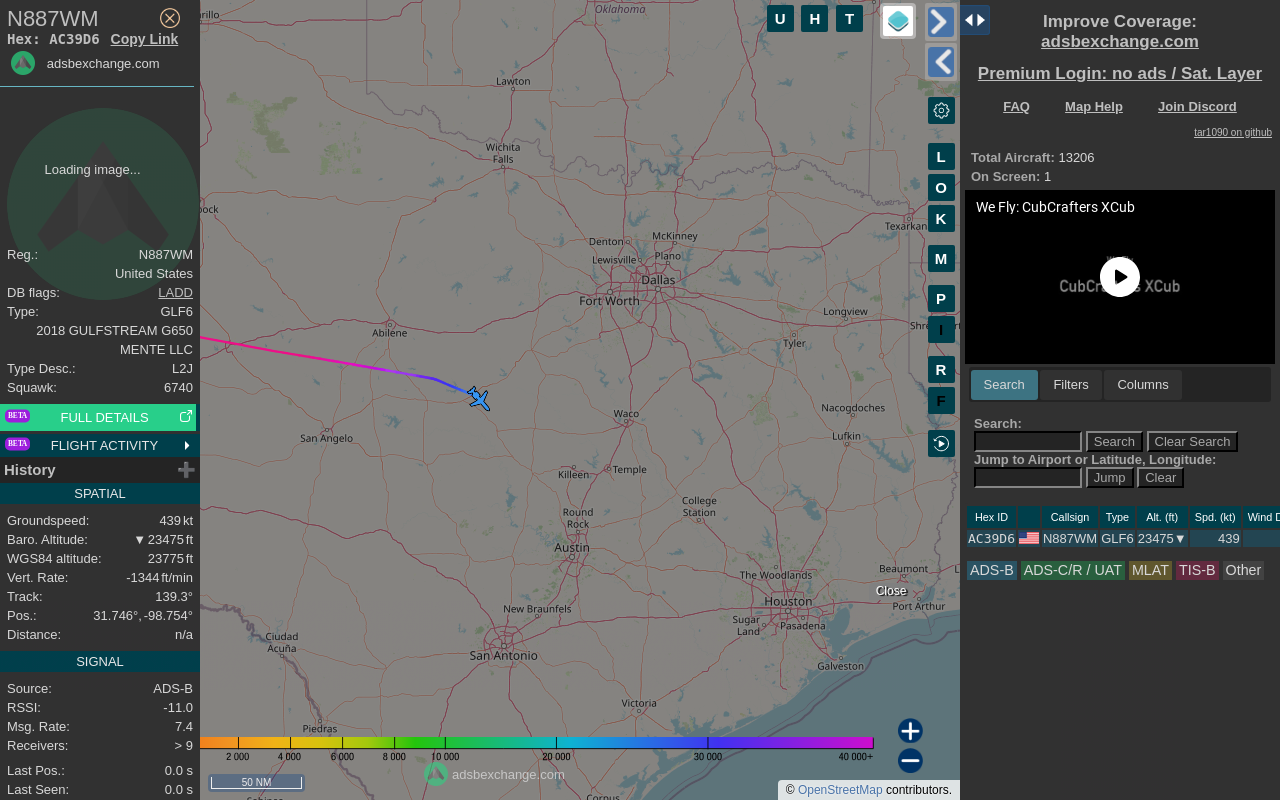 N887WM
Hex: AC39D6 Copy Link
adsbexchange.com
Loading image...
Reg.: N887WM
United States
DB flags: LADD
Type: GLF6
2018 GULFSTREAM G650
MENTE LLC
Type Desc.: L2J
Squawk: 6740
BETA FULL DETAILS
BETA FLIGHT ACTIVITY
History
SPATIAL
Groundspeed: 439 kt
Baro. Altitude: ▼ 23475 ft
WGS84 altitude: 23775 ft
Vert. Rate: -1344 ft/min
Track: 139.3°
Pos.: 31.746°, -98.754°
Distance: n/a
SIGNAL
Source: ADS-B
RSSI: -11.0
Msg. Rate: 7.4
Receivers: > 9
Last Pos.: 0.0 s
Last Seen: 0.0 s
Oklahoma
Lawton
Wichita
Falls
Texarkan
Denton
McKinney
Lewisville
Plano
Dallas
Fort Worth
Longview
Abilene
Tyler
Waco
Nacogdoches
San Angelo
Lufkin
Killeen
Temple
College
Station
Round
Rock
Austin
The Woodlands
Beaumont
Houston
Port Arthur
New Braunfels
Sugar
Land
Pasadena
Ciudad
Acuña
San Antonio
Galveston
Victoria
Piedras
Close
2 000 4 000 6 000 8 000 10 000 20 000 30 000 40 000+
50 NM
adsbexchange.com
© OpenStreetMap contributors.
U H T
L
O
K
M
P
I
R
F
Improve Coverage:
adsbexchange.com
Premium Login: no ads / Sat. Layer
FAQ Map Help Join Discord
tar1090 on github
Total Aircraft: 13206
On Screen: 1
We Fly: CubCrafters XCub
Search Filters Columns
Search:
Search Clear Search
Jump to Airport or Latitude, Longitude:
Jump Clear
Hex ID Callsign Type Alt. (ft) Spd. (kt) Wind D
AC39D6 N887WM GLF6 23475▼ 439
ADS-B ADS-C/R / UAT MLAT TIS-B Other